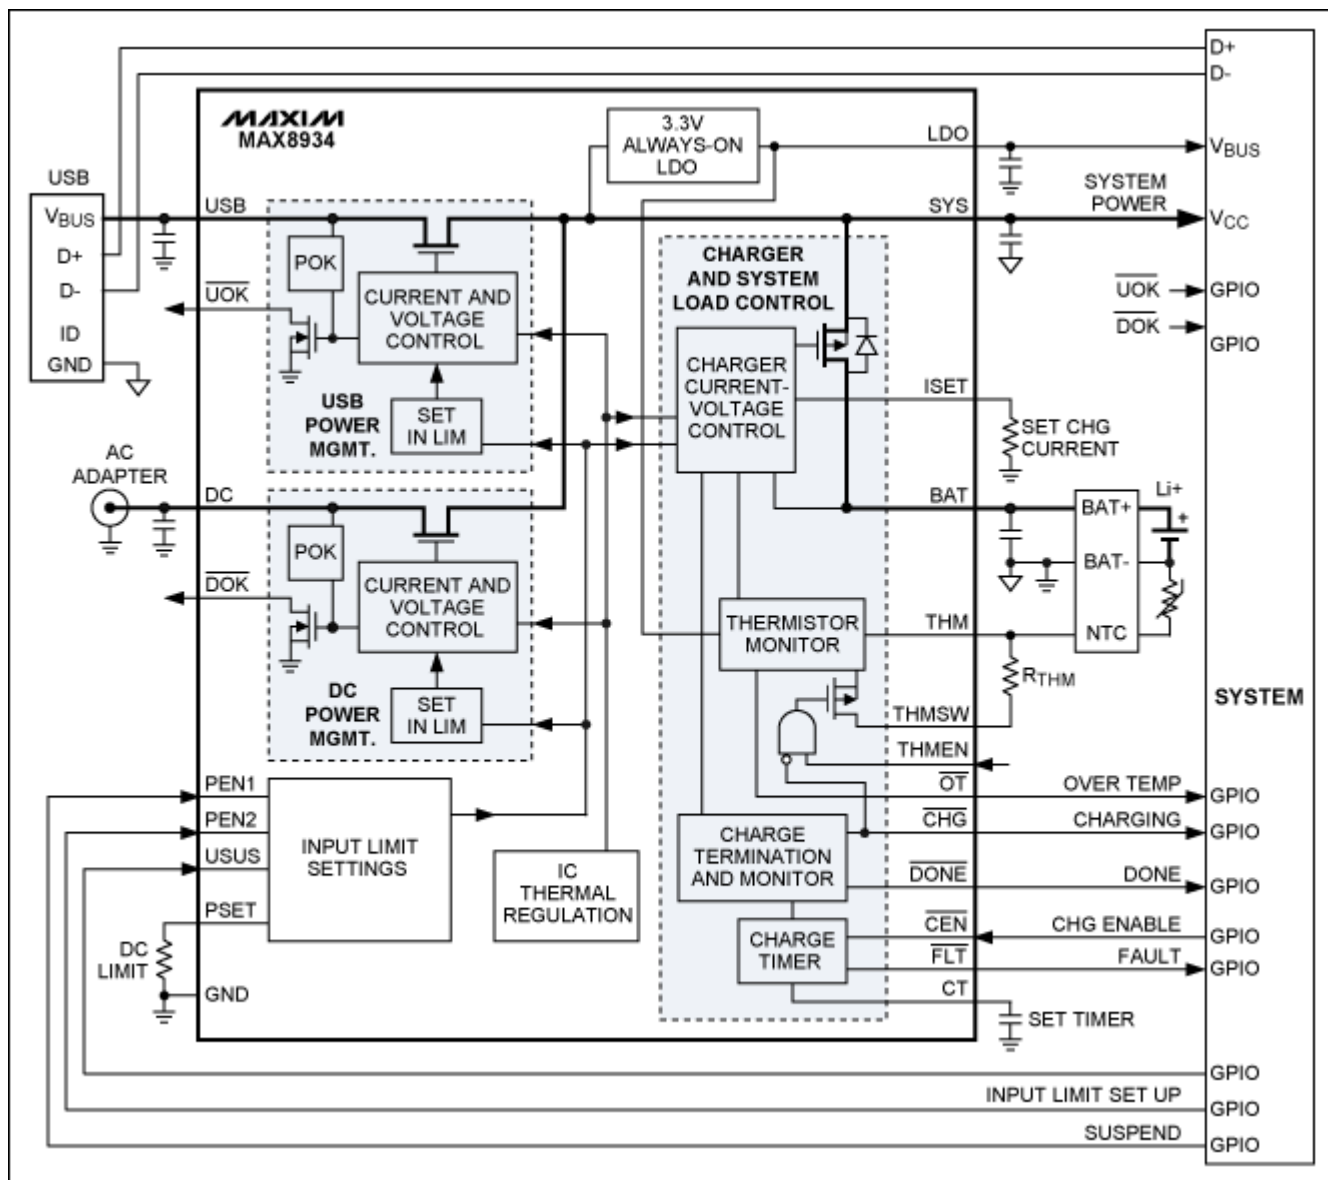 D+
D-
MAXIM
MAX8934
3.3V
ALWAYS-ON
LDO
LDO
VBUS
USB
VBUS
D+
D-
ID
GND
USB
SYS
SYSTEM
POWER
VCC
POK
UOK
CURRENT AND
VOLTAGE
CONTROL
SET
IN LIM
USB
POWER
MGMT.
CHARGER
AND SYSTEM
LOAD CONTROL
CHARGER
CURRENT-
VOLTAGE
CONTROL
UOK
GPIO
DOK
GPIO
ISET
SET CHG
CURRENT
AC
ADAPTER
DC
POK
DOK
CURRENT AND
VOLTAGE
CONTROL
SET
IN LIM
DC
POWER
MGMT.
BAT
BAT+
BAT-
NTC
Li+
+
THERMISTOR
MONITOR
THM
RTHM
THMSW
THMEN
SYSTEM
PEN1
PEN2
USUS
PSET
INPUT LIMIT
SETTINGS
DC
LIMIT
GND
IC
THERMAL
REGULATION
OT
OVER TEMP
GPIO
CHARGE
TERMINATION
AND MONITOR
CHG
CHARGING
GPIO
DONE
DONE
GPIO
CHARGE
TIMER
CEN
CHG ENABLE
GPIO
FLT
FAULT
GPIO
CT
SET TIMER
GPIO
INPUT LIMIT SET UP
GPIO
SUSPEND
GPIO